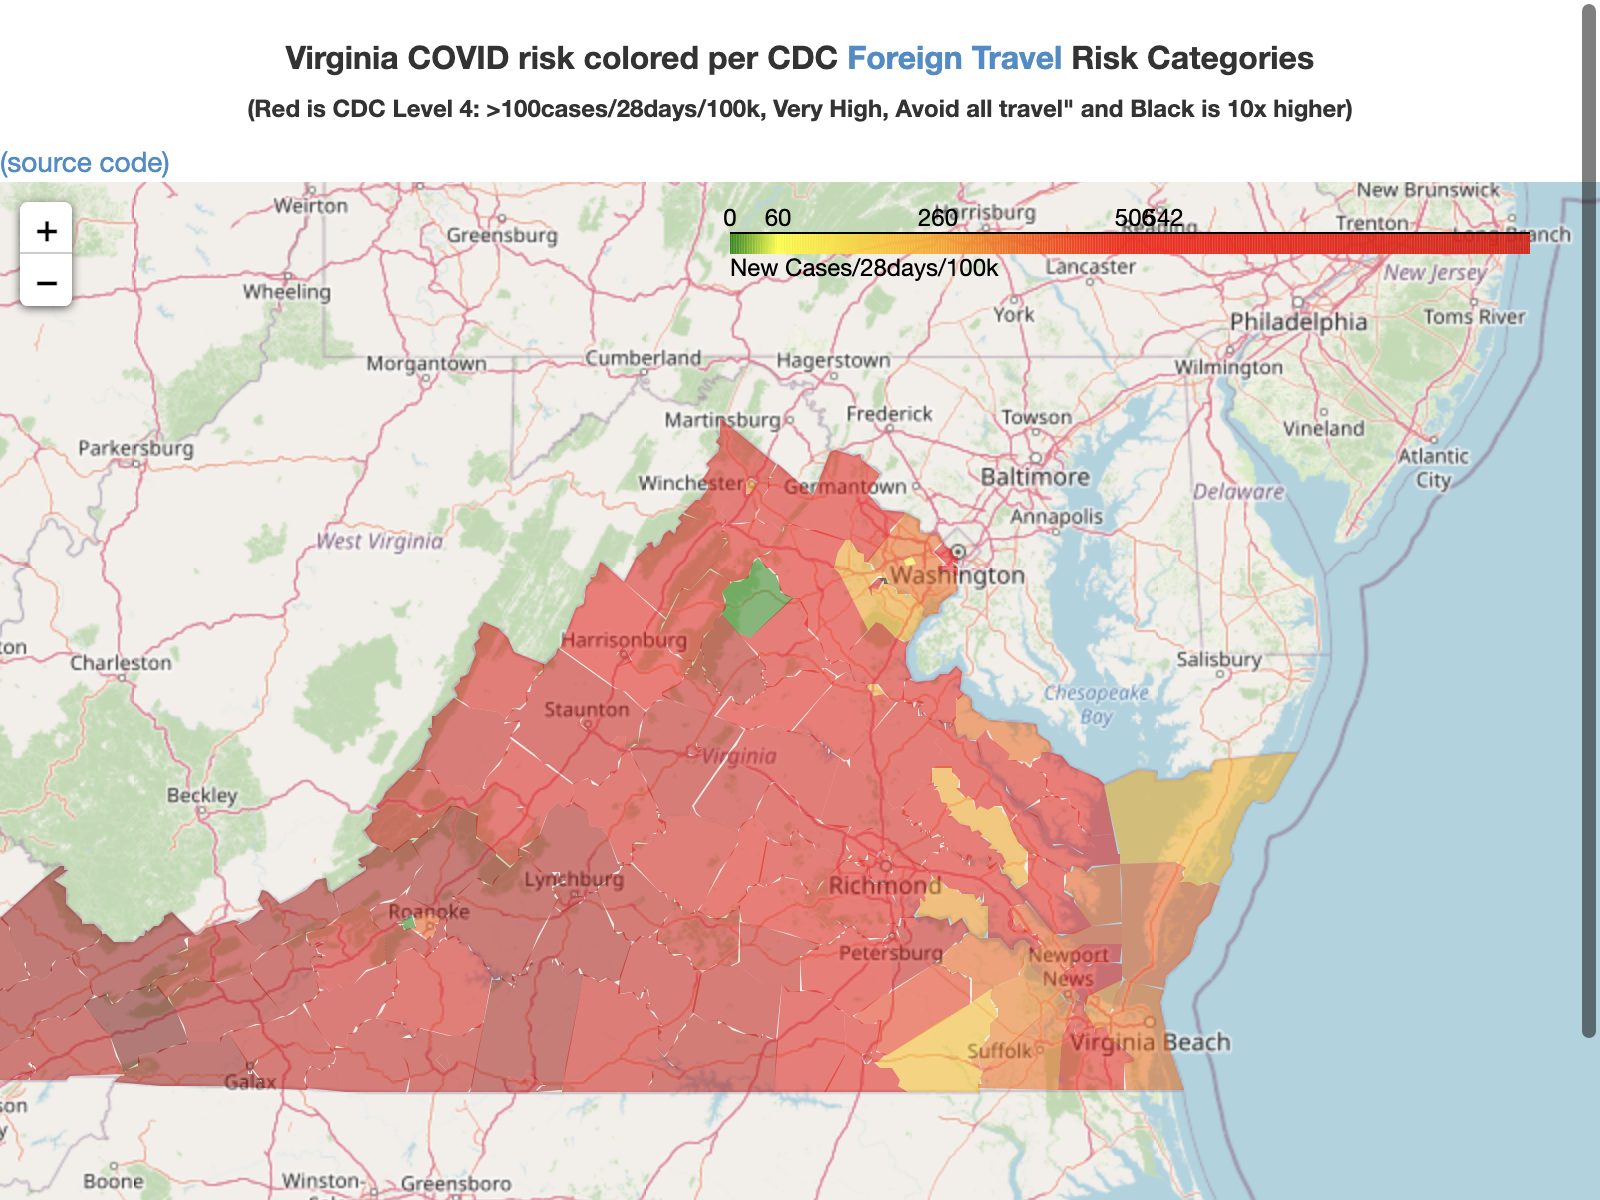 Virginia COVID risk colored per CDC Foreign Travel Risk Categories
(Red is CDC Level 4: >100cases/28days/100k, Very High, Avoid all travel" and Black is 10x higher)
(source code)
+
−
0 60 260 506 642
New Cases/28days/100k
New Brunswick
Weirton
Harrisburg
Reading
Trenton
Long Branch
Greensburg
Lancaster
New Jersey
Wheeling
York
Philadelphia
Toms River
Morgantown
Cumberland
Hagerstown
Wilmington
Martinsburg
Frederick
Towson
Vineland
Parkersburg
Atlantic
City
Winchester
Germantown
Baltimore
Delaware
Annapolis
West Virginia
Washington
Harrisonburg
Charleston
Salisbury
Chesapeake
Bay
Staunton
Virginia
Beckley
Lynchburg
Richmond
Roanoke
Petersburg
Newport
News
Suffolk
Virginia Beach
Galax
Boone
Winston-
Greensboro